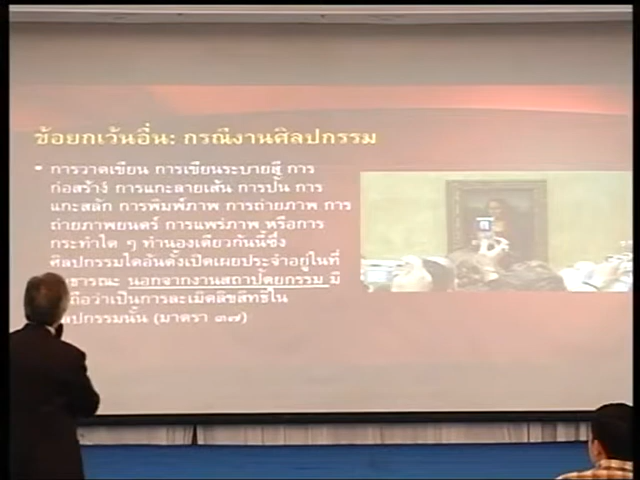 ข้อยกเว้นอื่น: กรณีงานศิลปกรรม
• การวาดเขียน การเขียนระบายสี การ
ก่อสร้าง การแกะลายเส้น การปั้น การ
แกะสลัก การพิมพ์ภาพ การถ่ายภาพ การ
ถ่ายภาพยนตร์ การแพร่ภาพ หรือการ
กระทำใด ๆ ทำนองเดียวกันนี้ซึ่ง
ศิลปกรรมใดอันตั้งเปิดเผยประจำอยู่ในที่
นอกจากงานสถาปัตยกรรม มิ
ถือว่าเป็นการละเมิดลิขสิทธิ์ใน
นั้น (มาตรา ๓๗)